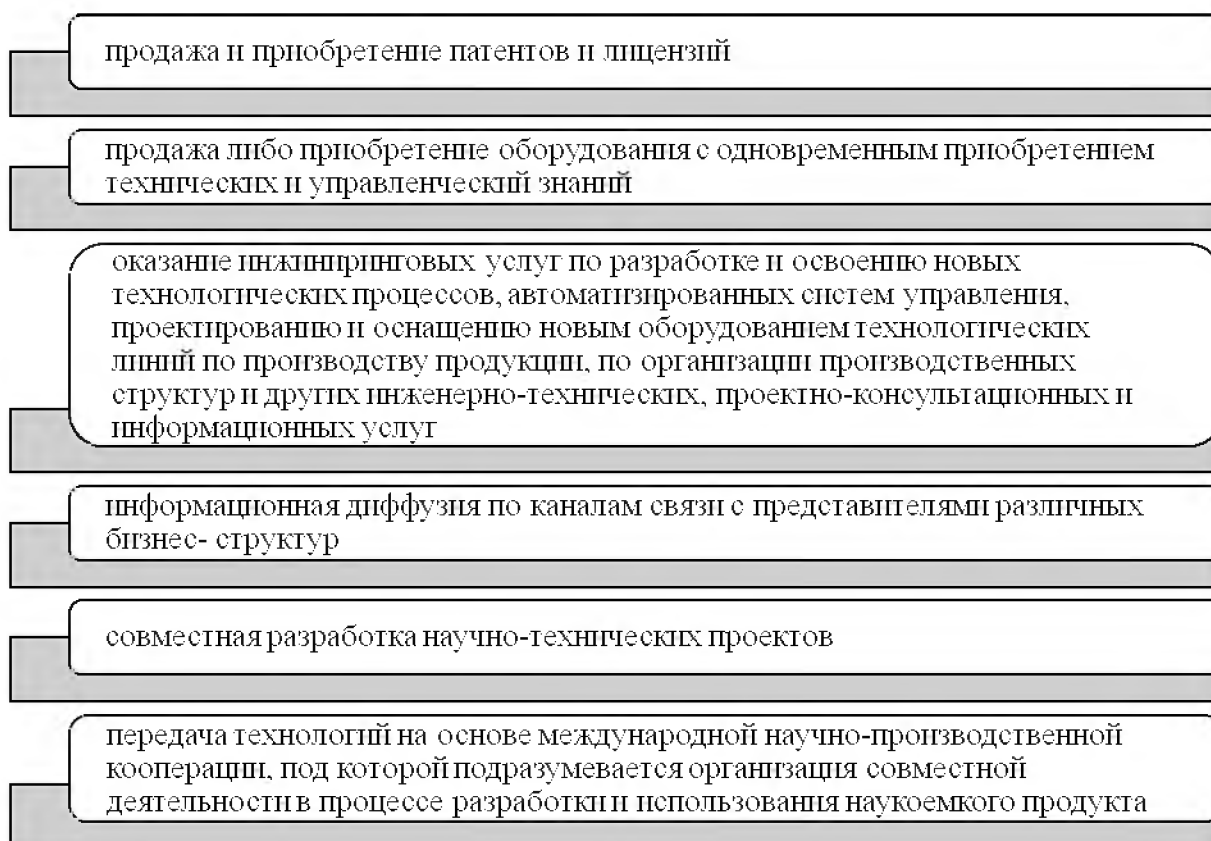 продажа и приобретение патентов и лицензий
продажа либо приобретение оборудования с одновременным приобретением
технических и управленческий знаний
оказание инжиниринговых услуг по разработке и освоению новых
технологических процессов, автоматизированных систем управления,
проектированию и оснащению новым оборудованием технологических
линий по производству продукции, по организации производственных
структур и других инженерно-технических, проектно-консультационных и
информационных услуг
информационная диффузия по каналам связи с представителями различных
бизнес- структур
совместная разработка научно-технических проектов
передача технологий на основе международной научно-производственной
кооперации, под которой подразумевается организация совместной
деятельности в процессе разработки и использования наукоемкого продукта